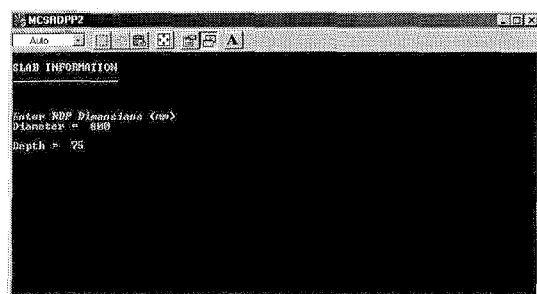 MCSRDPP2
Auto
A
SLAB INFORMATION
Enter RDP Dimensions (mm)
Diameter = 800
Depth = 75